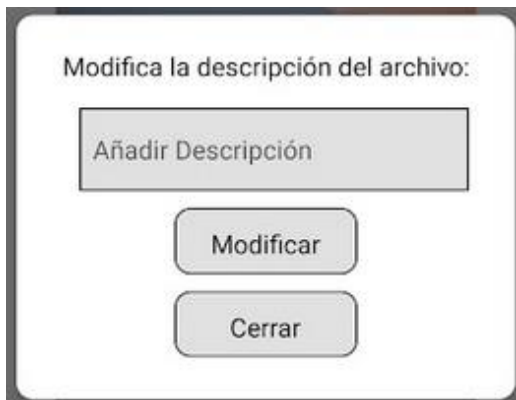 Modifica la descripción del archivo:
Añadir Descripción
Modificar
Cerrar